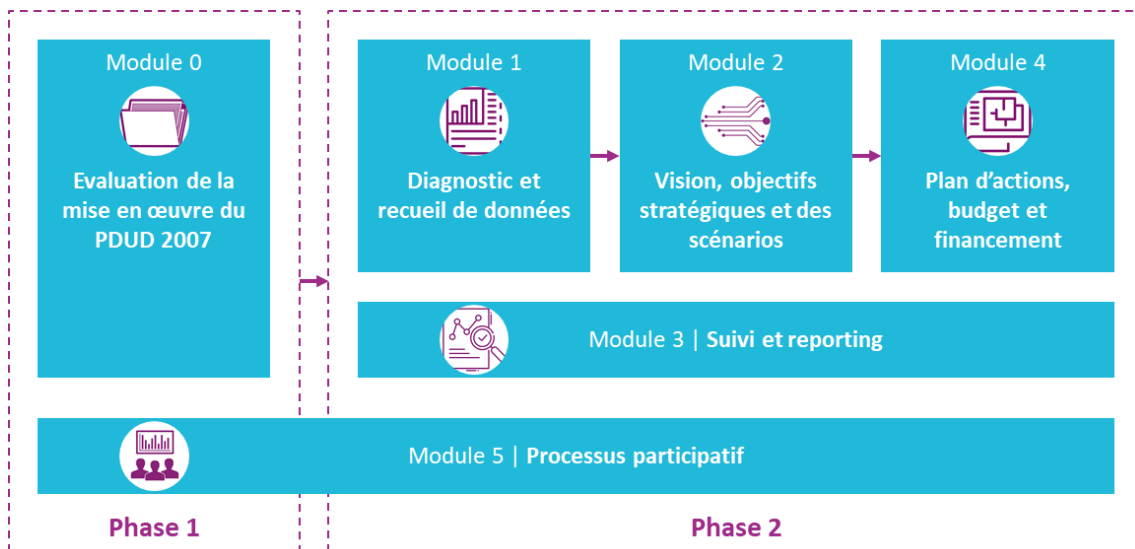 Module 0
Evaluation de la
mise en œuvre du
PDUD 2007
Module 1
Diagnostic et
recueil de données
Module 2
Vision, objectifs
stratégiques et des
scénarios
Module 4
Plan d’actions,
budget et
financement
Module 3 | Suivi et reporting
Module 5 | Processus participatif
Phase 1
Phase 2